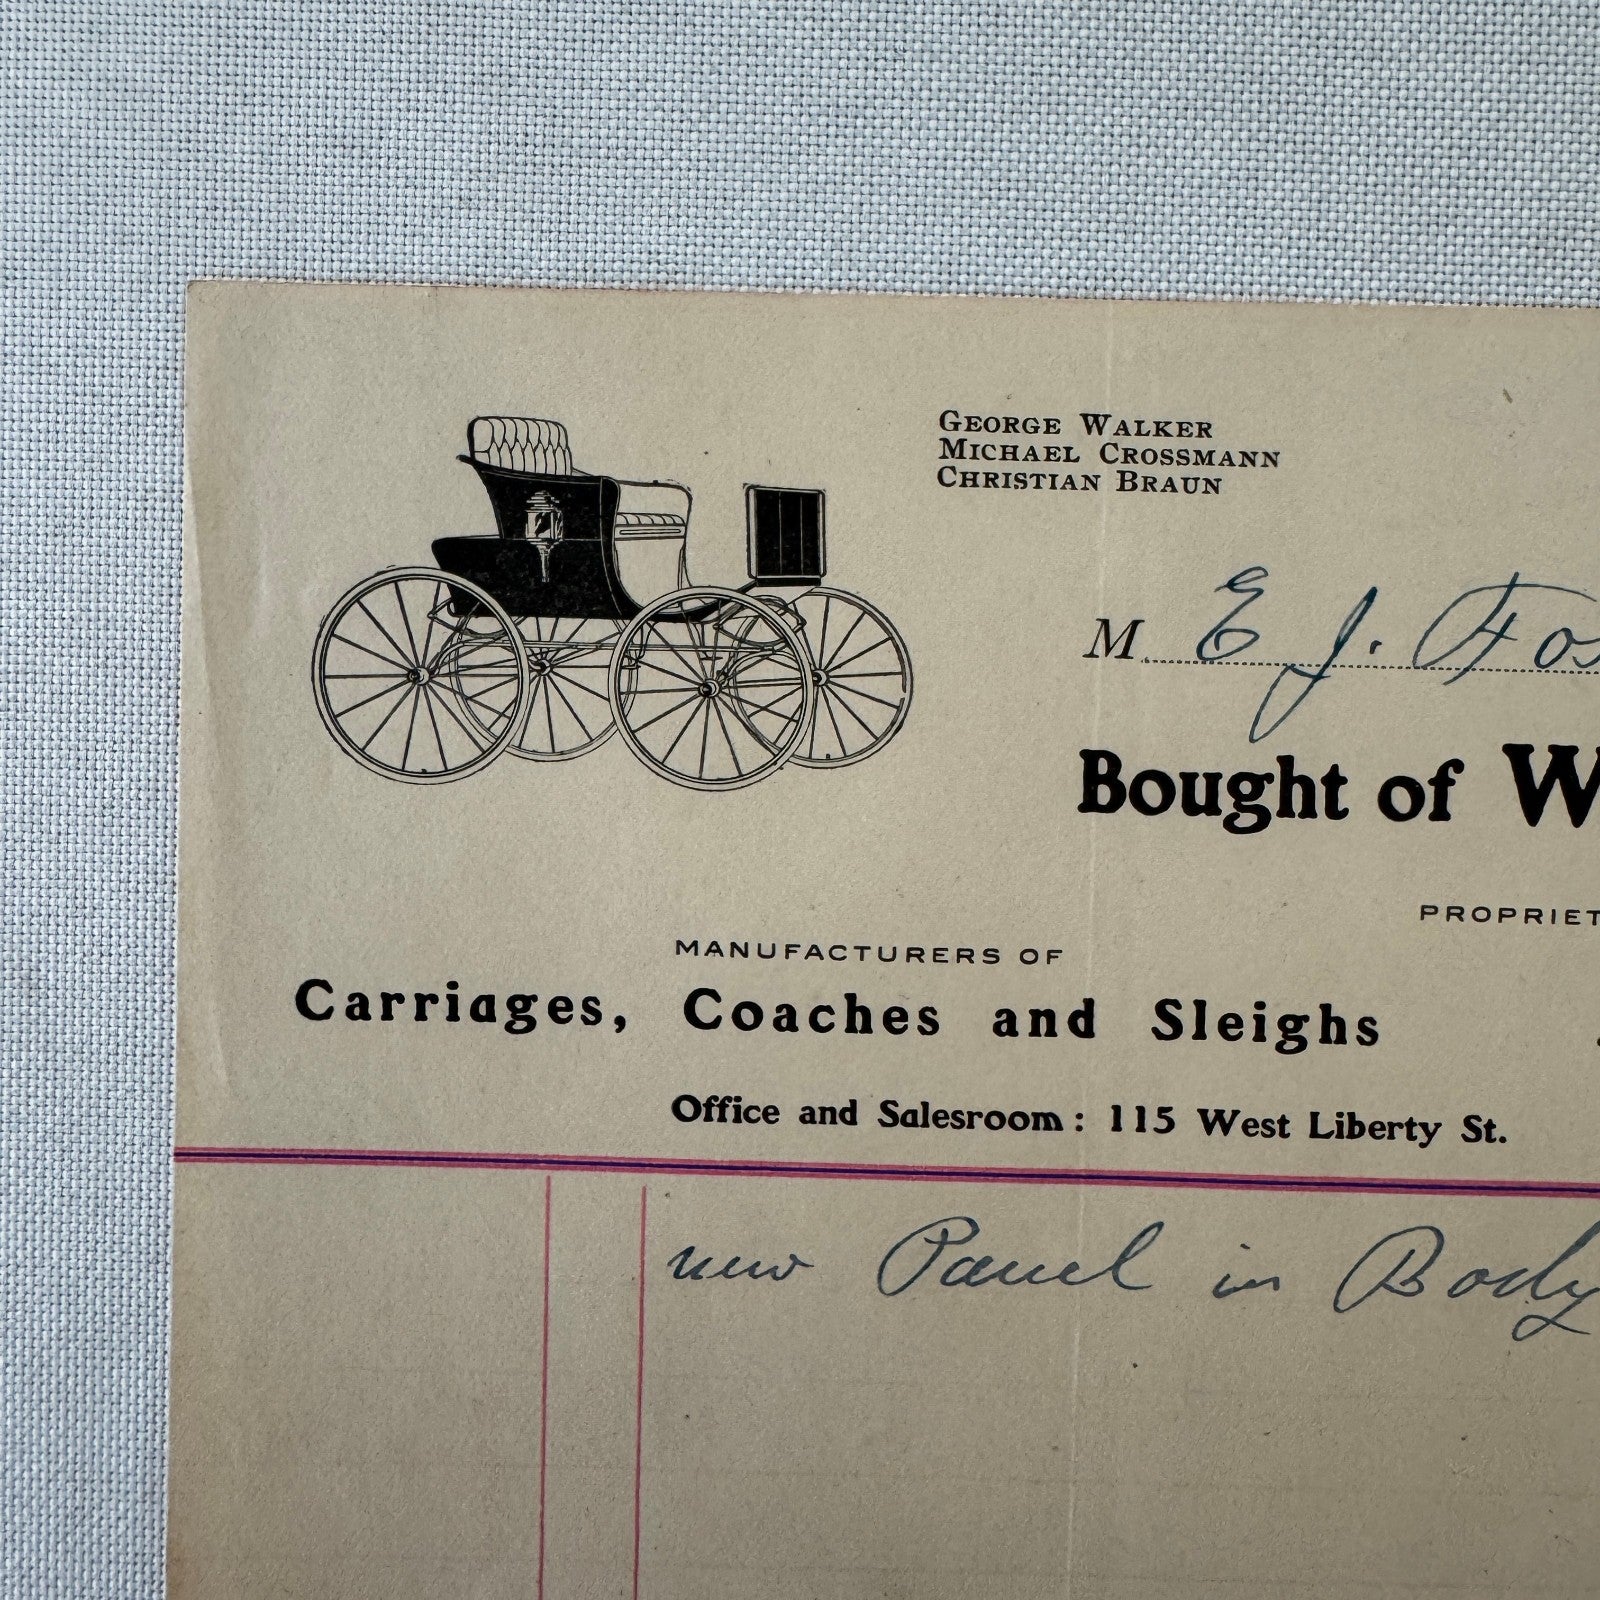 GEORGE WALKER
MICHAEL CROSSMANN
CHRISTIAN BRAUN
M E J. Fos
Bought of W
PROPRIET
MANUFACTURERS OF
Carriages, Coaches and Sleighs
Office and Salesroom: 115 West Liberty St.
new Panel in Body